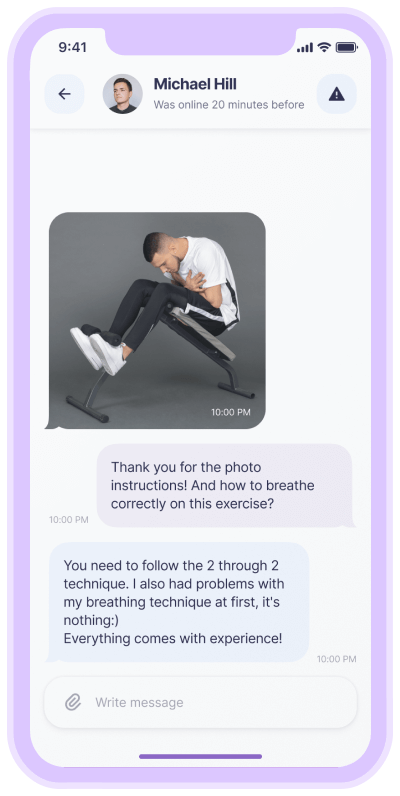 9:41
Michael Hill
Was online 20 minutes before
10:00 PM
Thank you for the photo
instructions! And how to breathe
correctly on this exercise?
10:00 PM
You need to follow the 2 through 2
technique. I also had problems with
my breathing technique at first, it's
nothing:)
Everything comes with experience!
10:00 PM
Write message